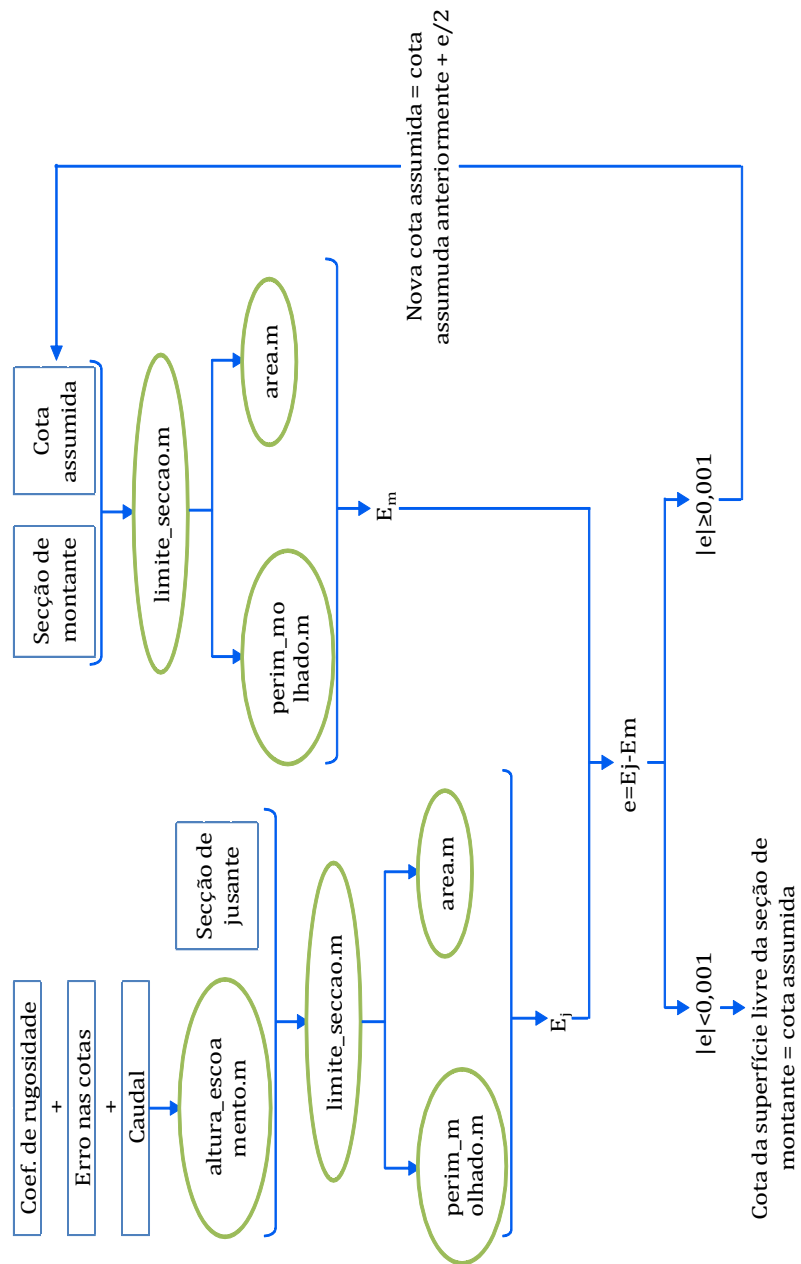 Coef. de rugosidade
+
Erro nas cotas
+
Caudal
altura_escoa
mento.m
Secção de
jusante
limite_seccao.m
perim_m
olhado.m
area.m
Ej
Secção de
montante
Cota
assumida
limite_seccao.m
perim_mo
lhado.m
area.m
Em
e=Ej-Em
|e|<0,001
|e|≥0,001
Cota da superfície livre da seção de
montante = cota assumida
Nova cota assumida = cota
assumuda anteriormente + e/2